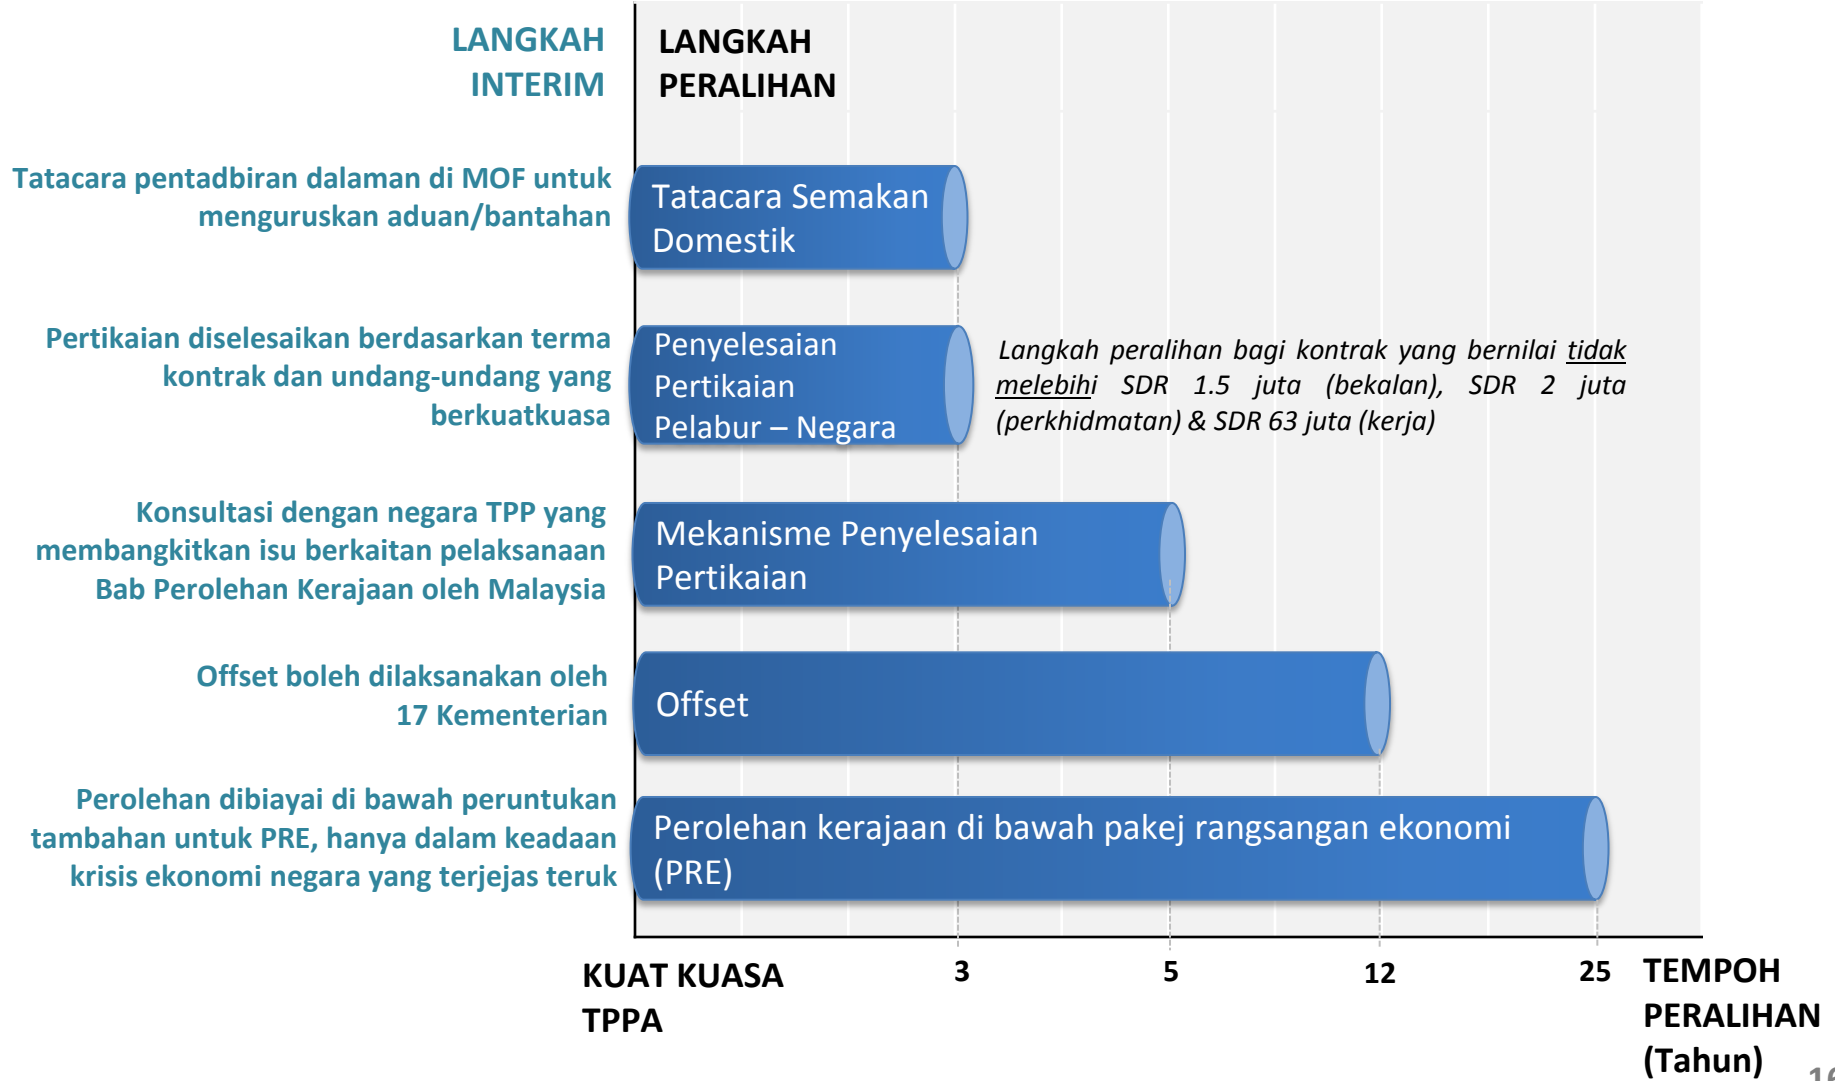 LANGKAH
INTERIM
LANGKAH
PERALIHAN
Tatacara pentadbiran dalaman di MOF untuk
menguruskan aduan/bantahan
Tatacara Semakan
Domestik
Pertikaian diselesaikan berdasarkan terma
kontrak dan undang-undang yang
berkuatkuasa
Penyelesaian
Pertikaian
Pelabur – Negara
Langkah peralihan bagi kontrak yang bernilai tidak
melebihi SDR 1.5 juta (bekalan), SDR 2 juta
(perkhidmatan) & SDR 63 juta (kerja)
Konsultasi dengan negara TPP yang
membangkitkan isu berkaitan pelaksanaan
Bab Perolehan Kerajaan oleh Malaysia
Mekanisme Penyelesaian
Pertikaian
Offset boleh dilaksanakan oleh
17 Kementerian
Offset
Perolehan dibiayai di bawah peruntukan
tambahan untuk PRE, hanya dalam keadaan
krisis ekonomi negara yang terjejas teruk
Perolehan kerajaan di bawah pakej rangsangan ekonomi
(PRE)
KUAT KUASA
TPPA
3
5
12
25
TEMPOH
PERALIHAN
(Tahun)